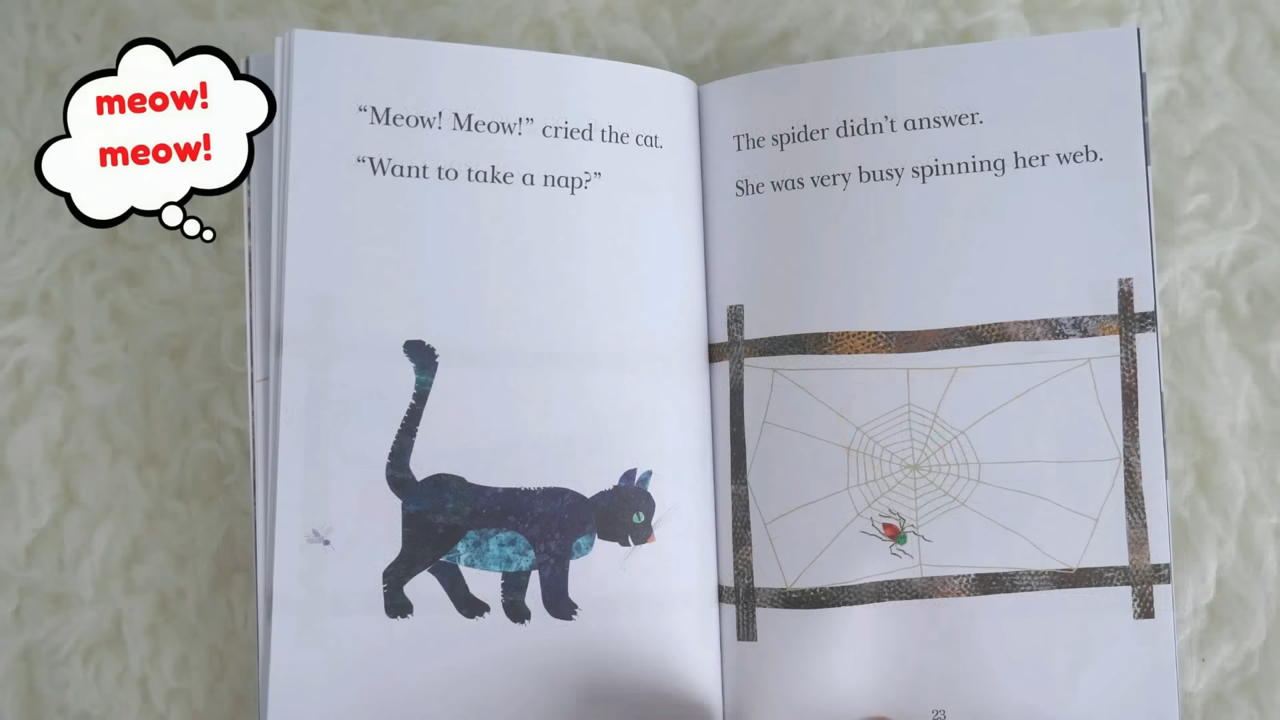 meow!
meow!
“Meow! Meow!” cried the cat.
“Want to take a nap?”
The spider didn’t answer.
She was very busy spinning her web.
23